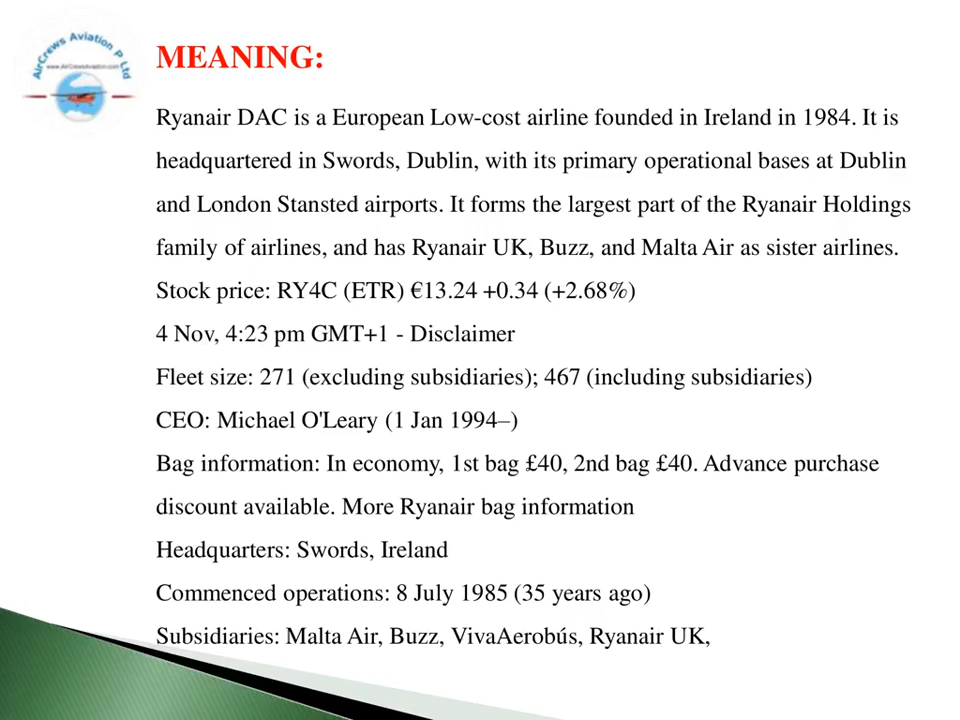 AirCrews Aviation P Ltd
www.AirCrewsAviation.com
MEANING:
Ryanair DAC is a European Low-cost airline founded in Ireland in 1984. It is
headquartered in Swords, Dublin, with its primary operational bases at Dublin
and London Stansted airports. It forms the largest part of the Ryanair Holdings
family of airlines, and has Ryanair UK, Buzz, and Malta Air as sister airlines.
Stock price: RY4C (ETR) €13.24 +0.34 (+2.68%)
4 Nov, 4:23 pm GMT+1 - Disclaimer
Fleet size: 271 (excluding subsidiaries); 467 (including subsidiaries)
CEO: Michael O'Leary (1 Jan 1994–)
Bag information: In economy, 1st bag £40, 2nd bag £40. Advance purchase
discount available. More Ryanair bag information
Headquarters: Swords, Ireland
Commenced operations: 8 July 1985 (35 years ago)
Subsidiaries: Malta Air, Buzz, VivaAerobús, Ryanair UK,